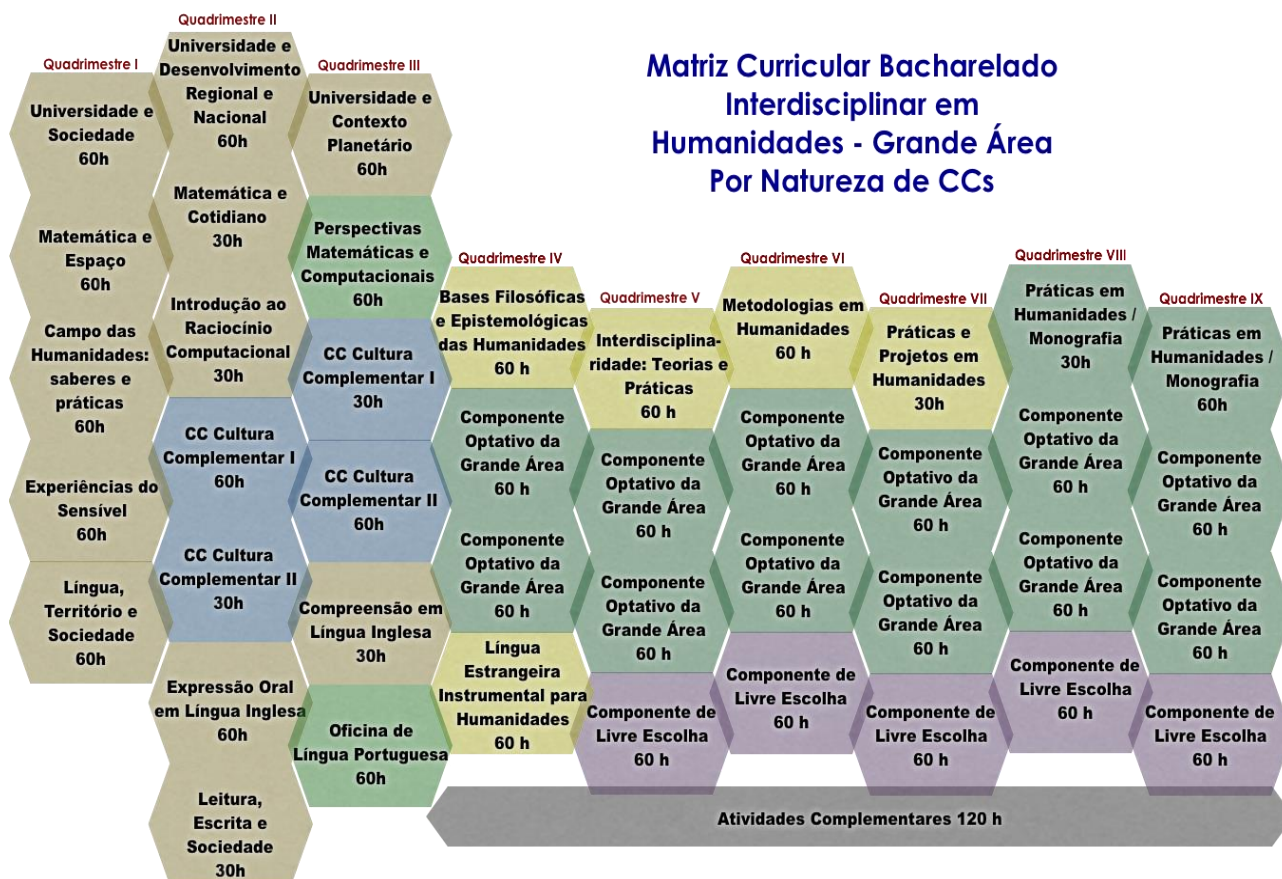 Matriz Curricular Bacharelado
Interdisciplinar em
Humanidades - Grande Área
Por Natureza de CCs
Quadrimestre I
Universidade e
Sociedade
60h
Matemática e
Espaço
60h
Campo das
Humanidades:
saberes e
práticas
60h
Experiências do
Sensível
60h
Língua,
Território e
Sociedade
60h
Quadrimestre II
Universidade e
Desenvolvimento
Regional e
Nacional
60h
Matemática e
Cotidiano
30h
Introdução ao
Raciocínio
Computacional
30h
CC Cultura
Complementar I
60h
CC Cultura
Complementar II
30h
Expressão Oral
em Língua Inglesa
60h
Leitura,
Escrita e
Sociedade
30h
Quadrimestre III
Universidade e
Contexto
Planetário
60h
Perspectivas
Matemáticas e
Computacionais
60h
CC Cultura
Complementar I
30h
CC Cultura
Complementar II
60h
Compreensão em
Língua Inglesa
30h
Oficina de
Língua Portuguesa
60h
Quadrimestre IV
Bases Filosóficas
e Epistemológicas
das Humanidades
60 h
Componente
Optativo da
Grande Área
60 h
Componente
Optativo da
Grande Área
60 h
Língua
Estrangeira
Instrumental para
Humanidades
60 h
Quadrimestre V
Interdisciplina-
ridade: Teorias e
Práticas
60 h
Componente
Optativo da
Grande Área
60 h
Componente
Optativo da
Grande Área
60 h
Componente de
Livre Escolha
60 h
Quadrimestre VI
Metodologias em
Humanidades
60 h
Componente
Optativo da
Grande Área
60 h
Componente
Optativo da
Grande Área
60 h
Componente de
Livre Escolha
60 h
Quadrimestre VII
Práticas e
Projetos em
Humanidades
30h
Componente
Optativo da
Grande Área
60 h
Componente
Optativo da
Grande Área
60 h
Componente de
Livre Escolha
60 h
Quadrimestre VIII
Práticas em
Humanidades /
Monografia
30h
Componente
Optativo da
Grande Área
60 h
Componente
Optativo da
Grande Área
60 h
Componente de
Livre Escolha
60 h
Quadrimestre IX
Práticas em
Humanidades /
Monografia
60h
Componente
Optativo da
Grande Área
60 h
Componente
Optativo da
Grande Área
60 h
Componente de
Livre Escolha
60 h
Atividades Complementares 120 h